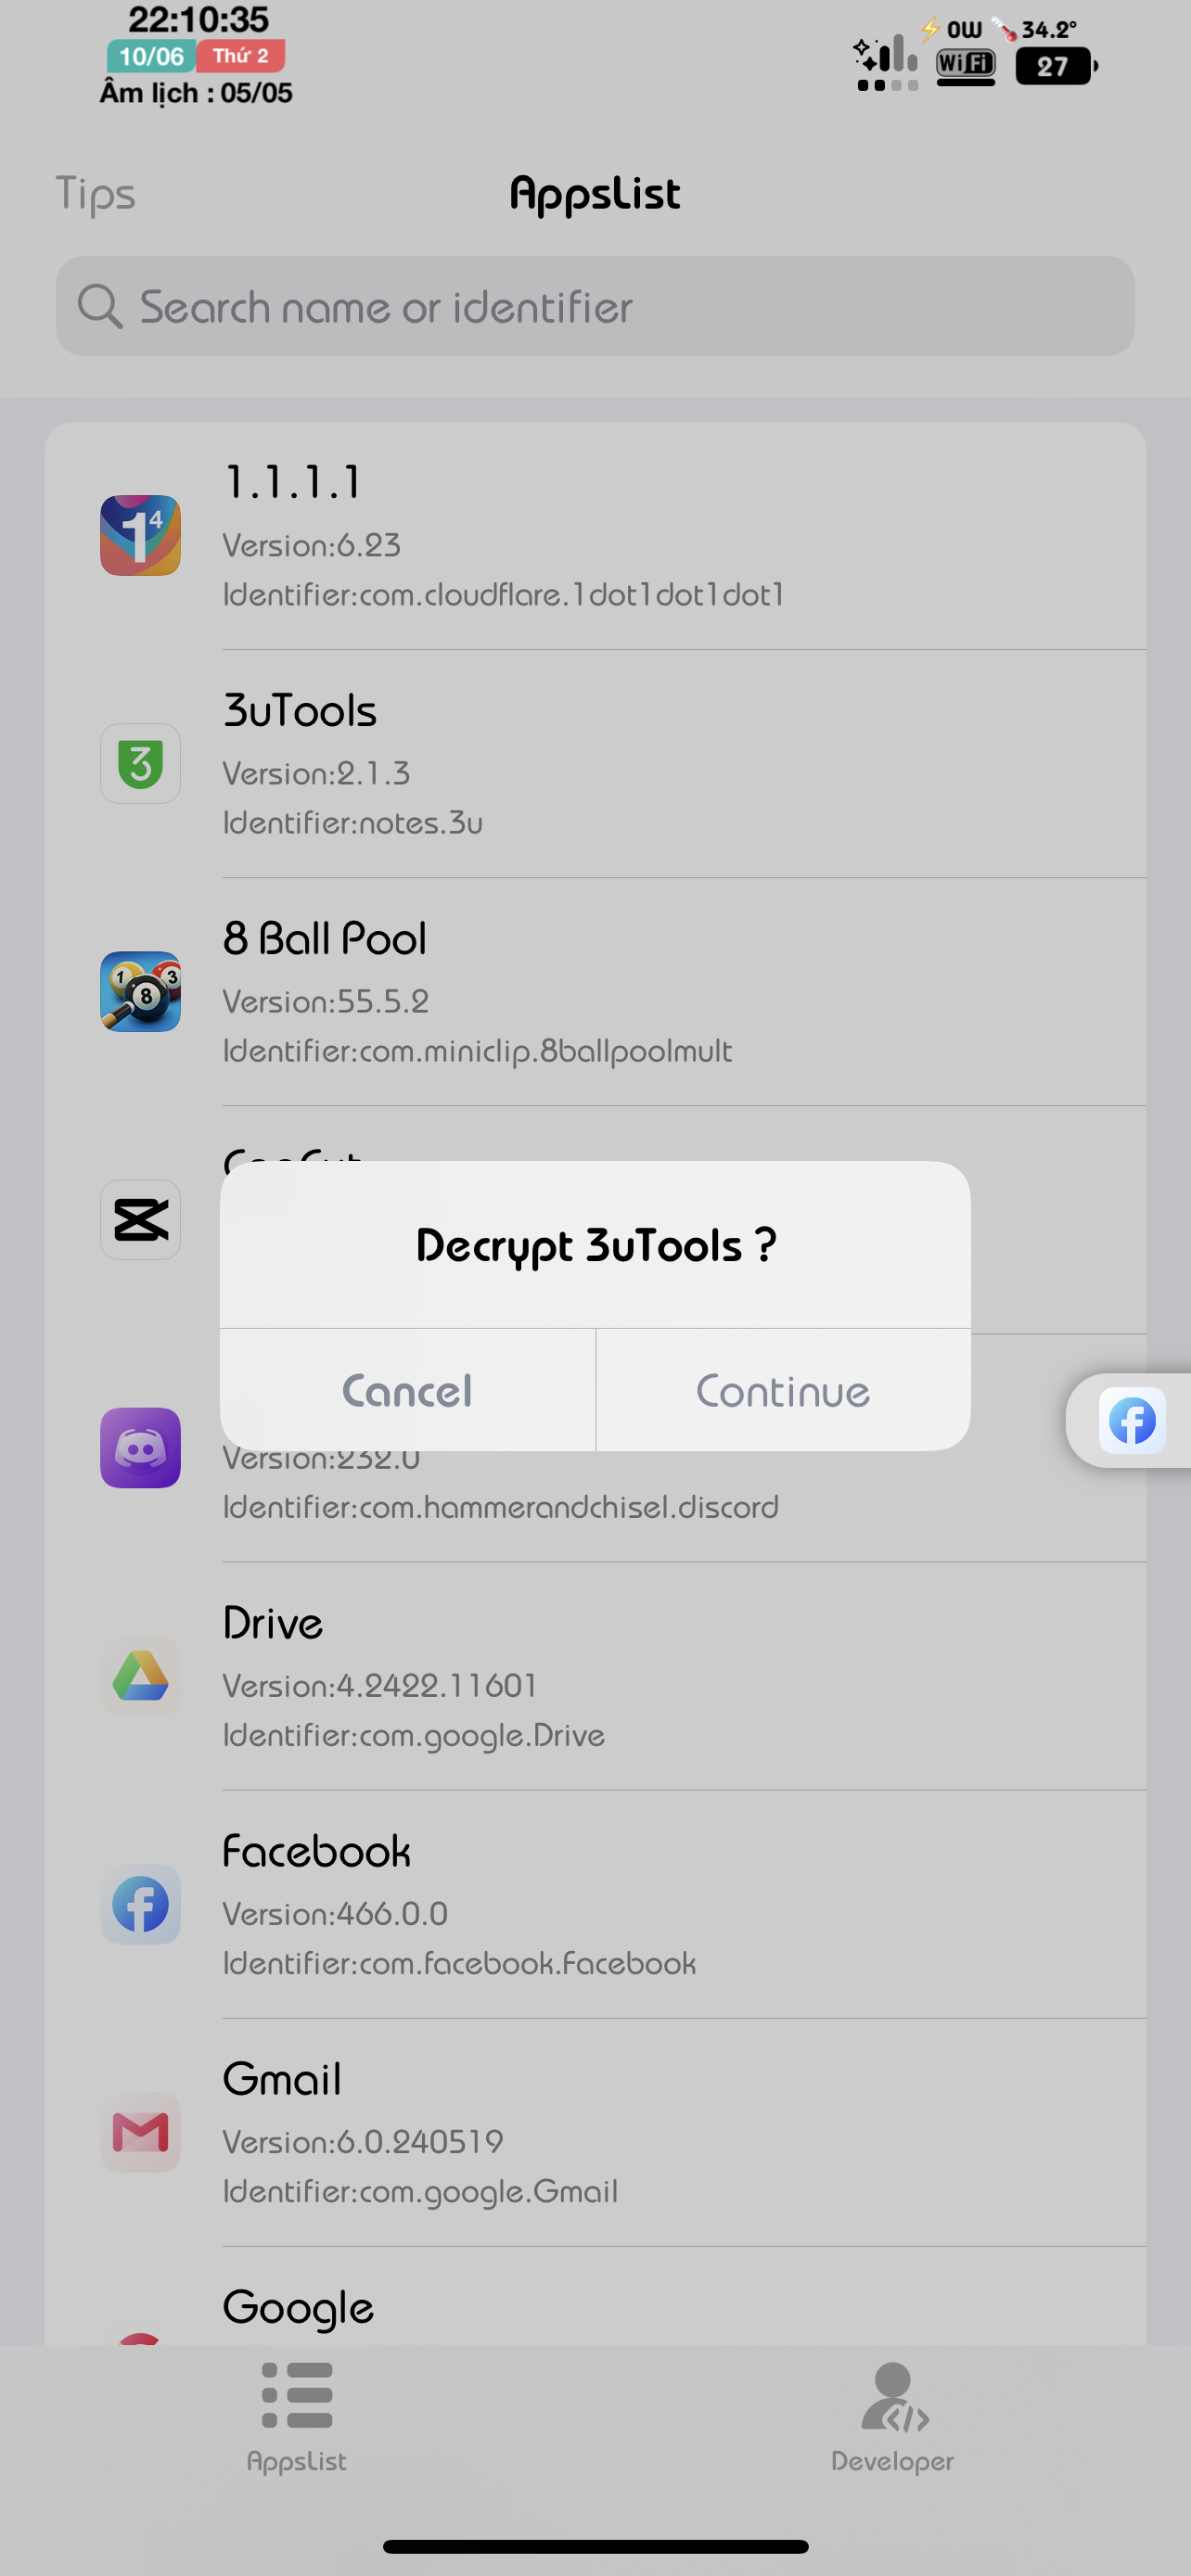 22:10:35
10/06 Thứ 2
Âm lịch : 05/05
⚡ 0W 34.2°
WiFi 27
Tips
AppsList
Search name or identifier
1.1.1.1
Version:6.23
Identifier:com.cloudflare.1dot1dot1dot1
3uTools
Version:2.1.3
Identifier:notes.3u
8 Ball Pool
Version:55.5.2
Identifier:com.miniclip.8ballpoolmult
Decrypt 3uTools ?
Cancel Continue
Version:232.0
Identifier:com.hammerandchisel.discord
Drive
Version:4.2422.11601
Identifier:com.google.Drive
Facebook
Version:466.0.0
Identifier:com.facebook.Facebook
Gmail
Version:6.0.240519
Identifier:com.google.Gmail
Google
AppsList Developer